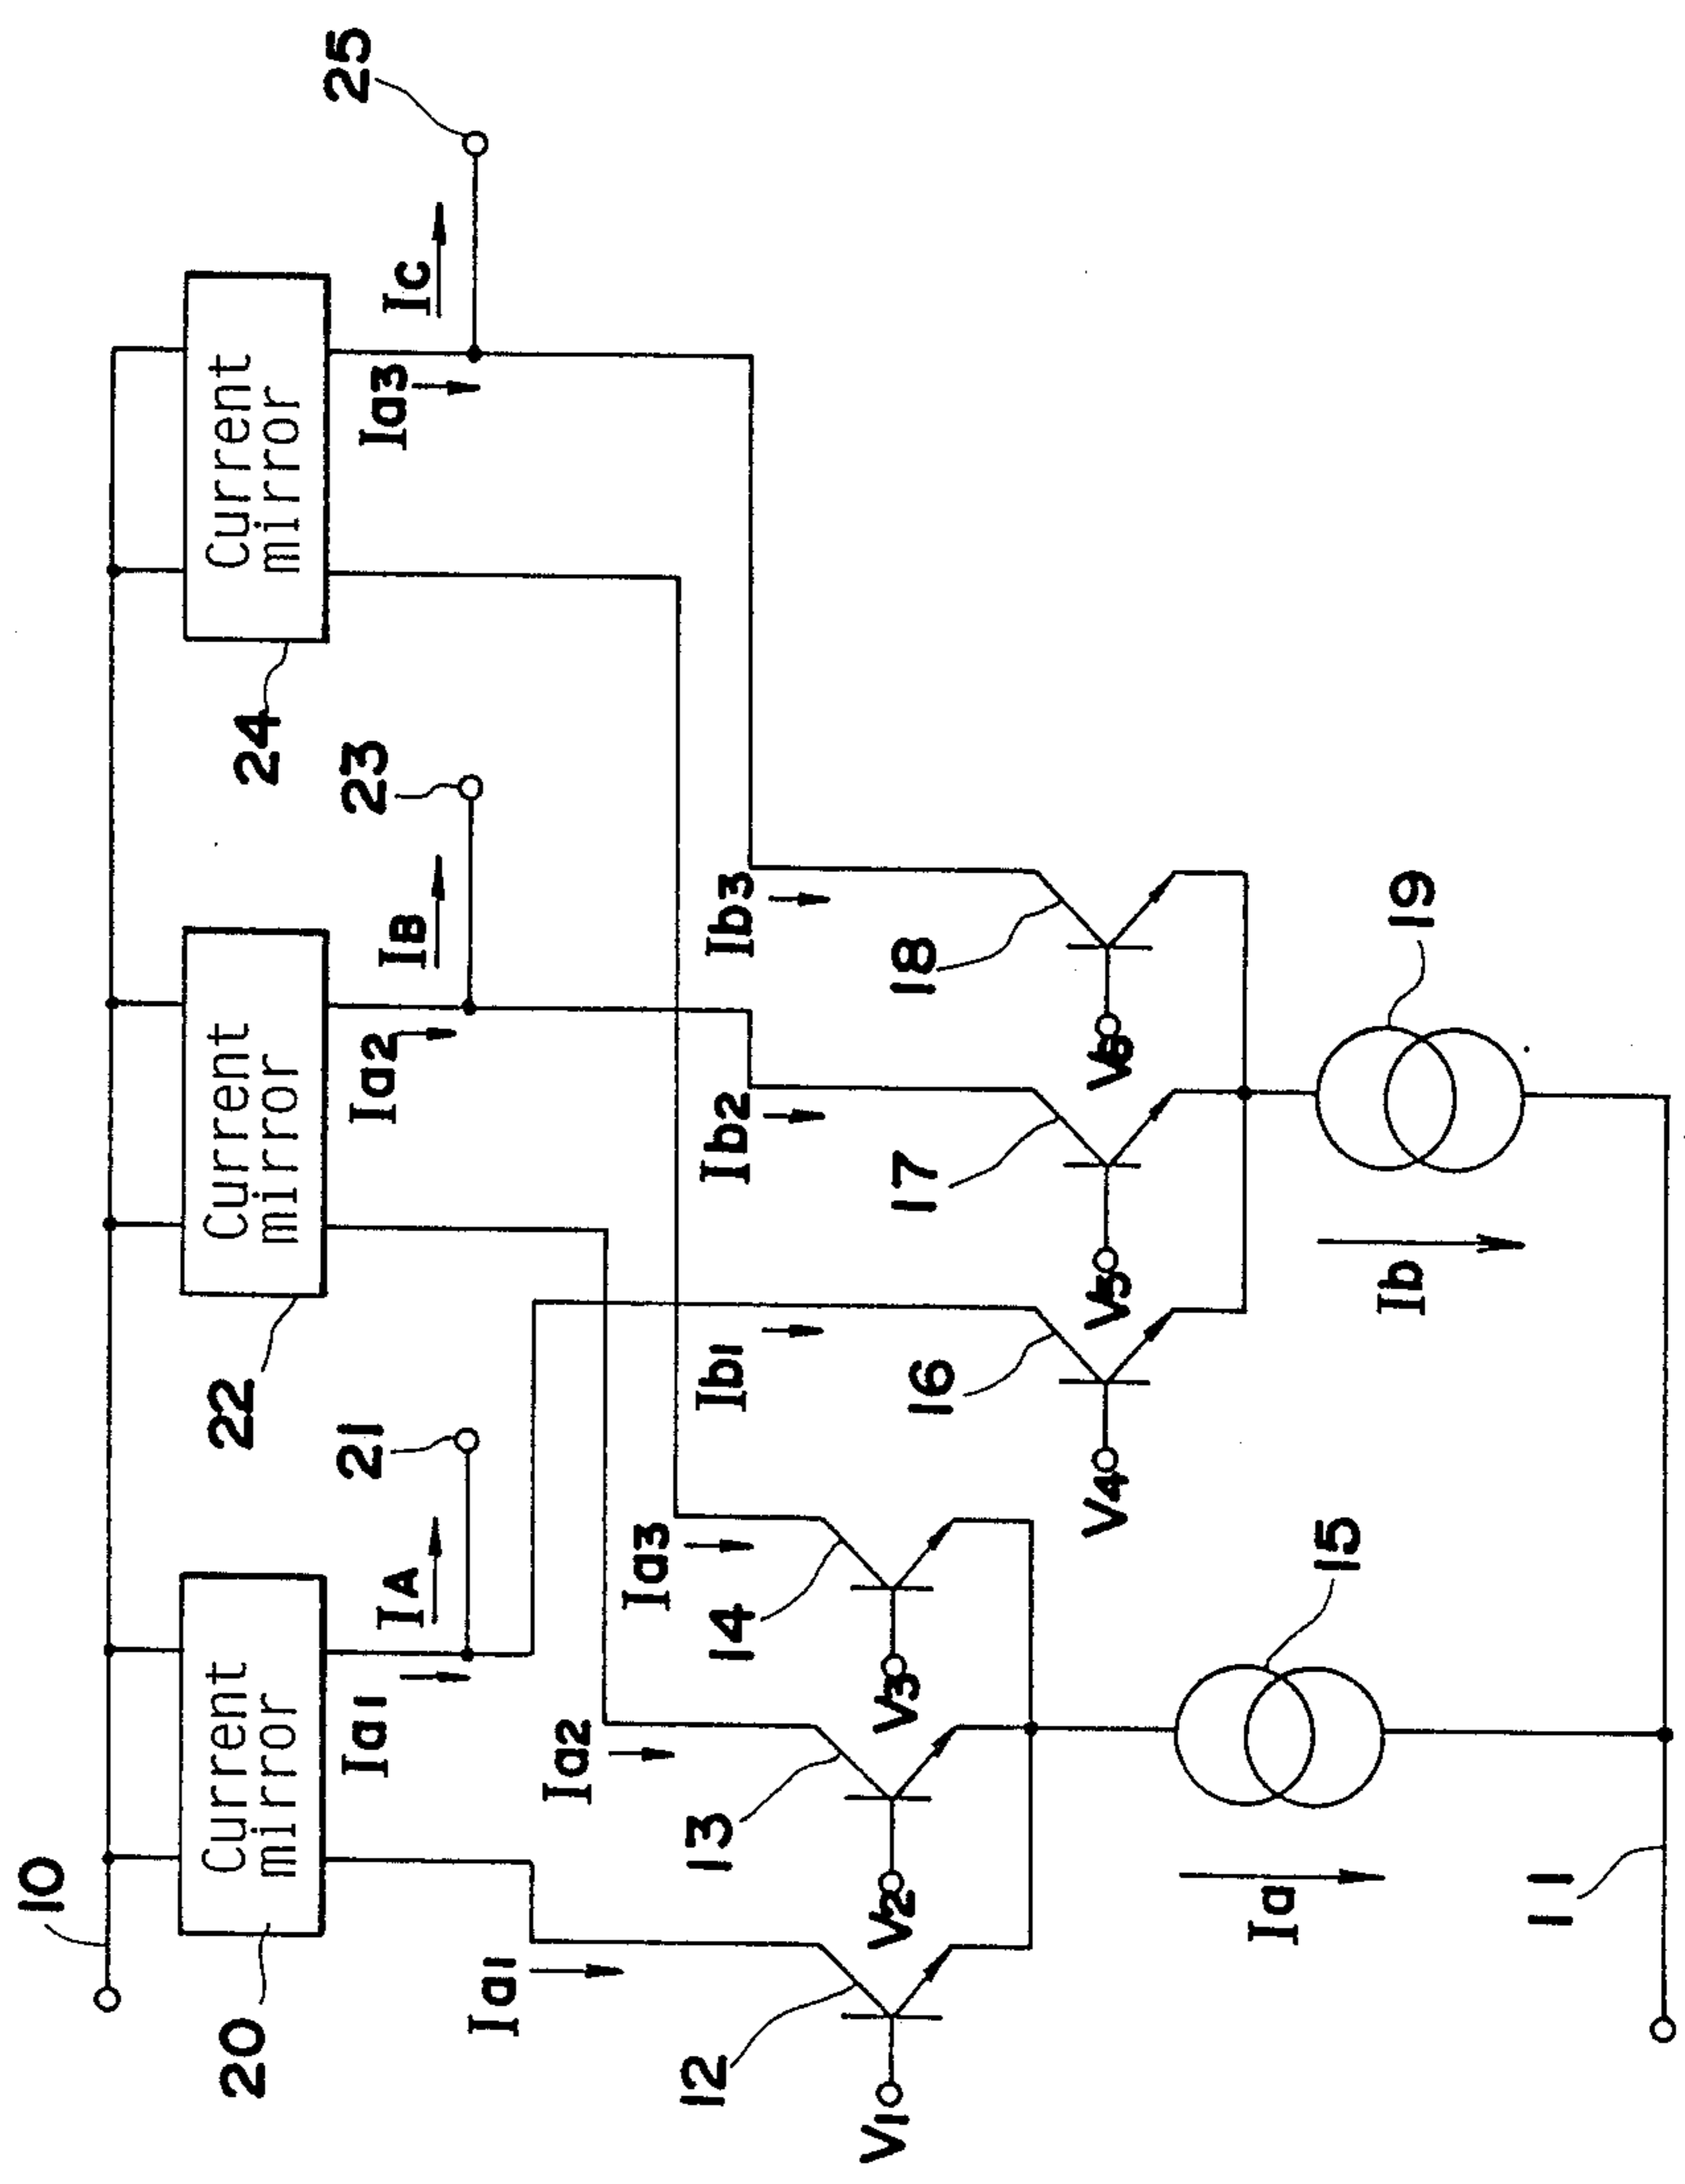 10
20
Current
mirror
22
Current
mirror
24
Current
mirror
Ia1
IA
21
Ia2
IB
23
Ia3
IC
25
Ia1
Ia2
Ia3
Ib1
Ib2
Ib3
12
13
14
16
17
18
V1
V2
V3
V4
V5
V6
Ia
15
Ib
19
11